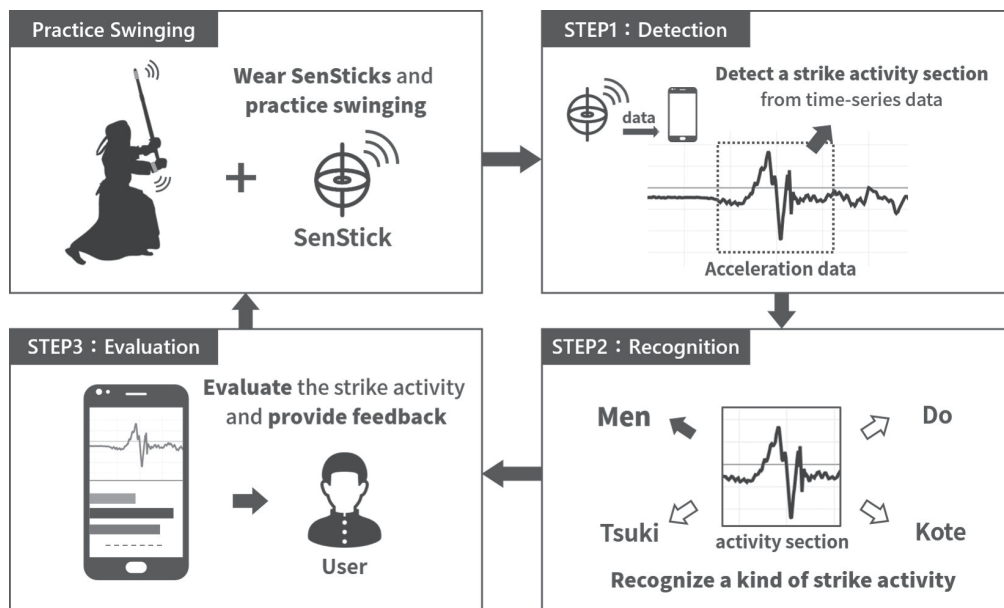 Practice Swinging
Wear SenSticks and
practice swinging
+
SenStick
STEP1：Detection
data
Detect a strike activity section
from time-series data
Acceleration data
STEP2：Recognition
Men
Do
Tsuki
Kote
activity section
Recognize a kind of strike activity
STEP3：Evaluation
Evaluate the strike activity
and provide feedback
User